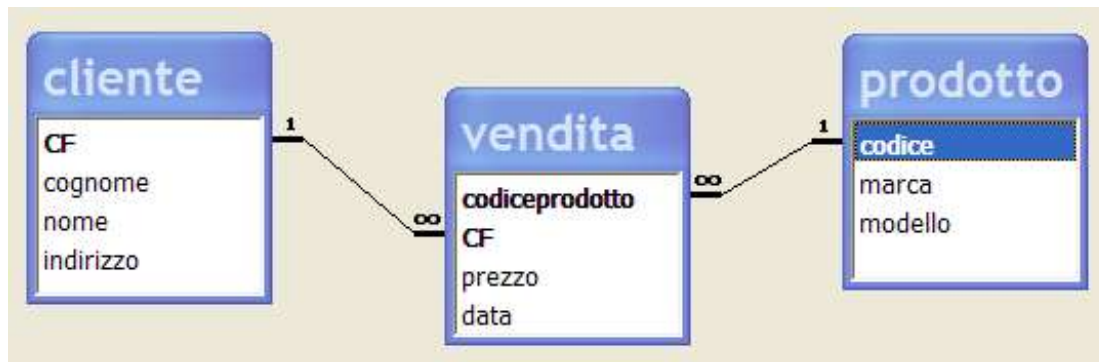 cliente
CF
cognome
nome
indirizzo
1
∞
vendita
codiceprodotto
CF
prezzo
data
∞
1
prodotto
codice
marca
modello